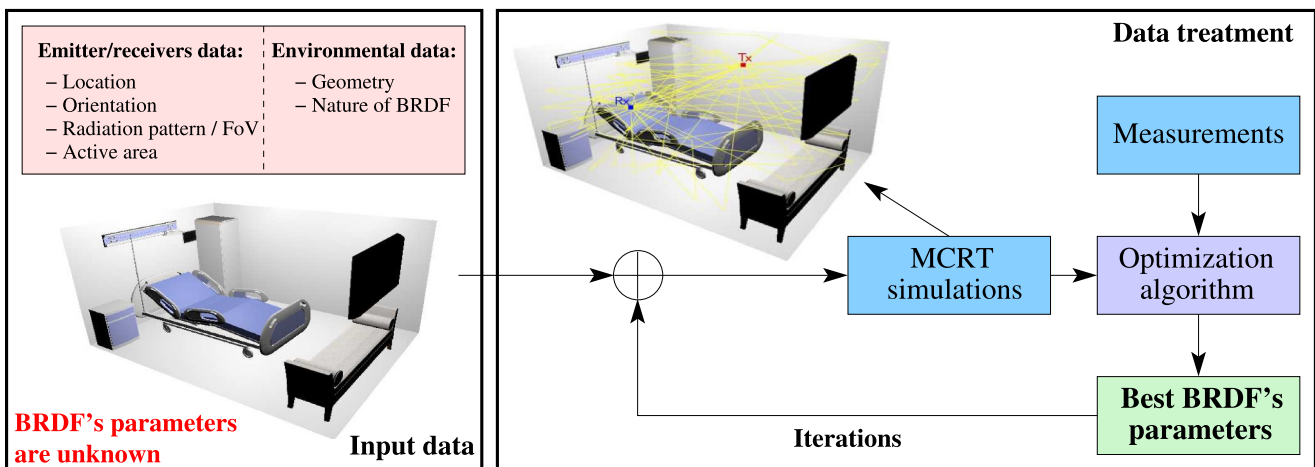 Emitter/receivers data:
– Location
– Orientation
– Radiation pattern / FoV
– Active area
Environmental data:
– Geometry
– Nature of BRDF
BRDF's parameters
are unknown
Input data
Data treatment
Tx
Rx
Measurements
MCRT
simulations
Optimization
algorithm
Best BRDF's
parameters
Iterations